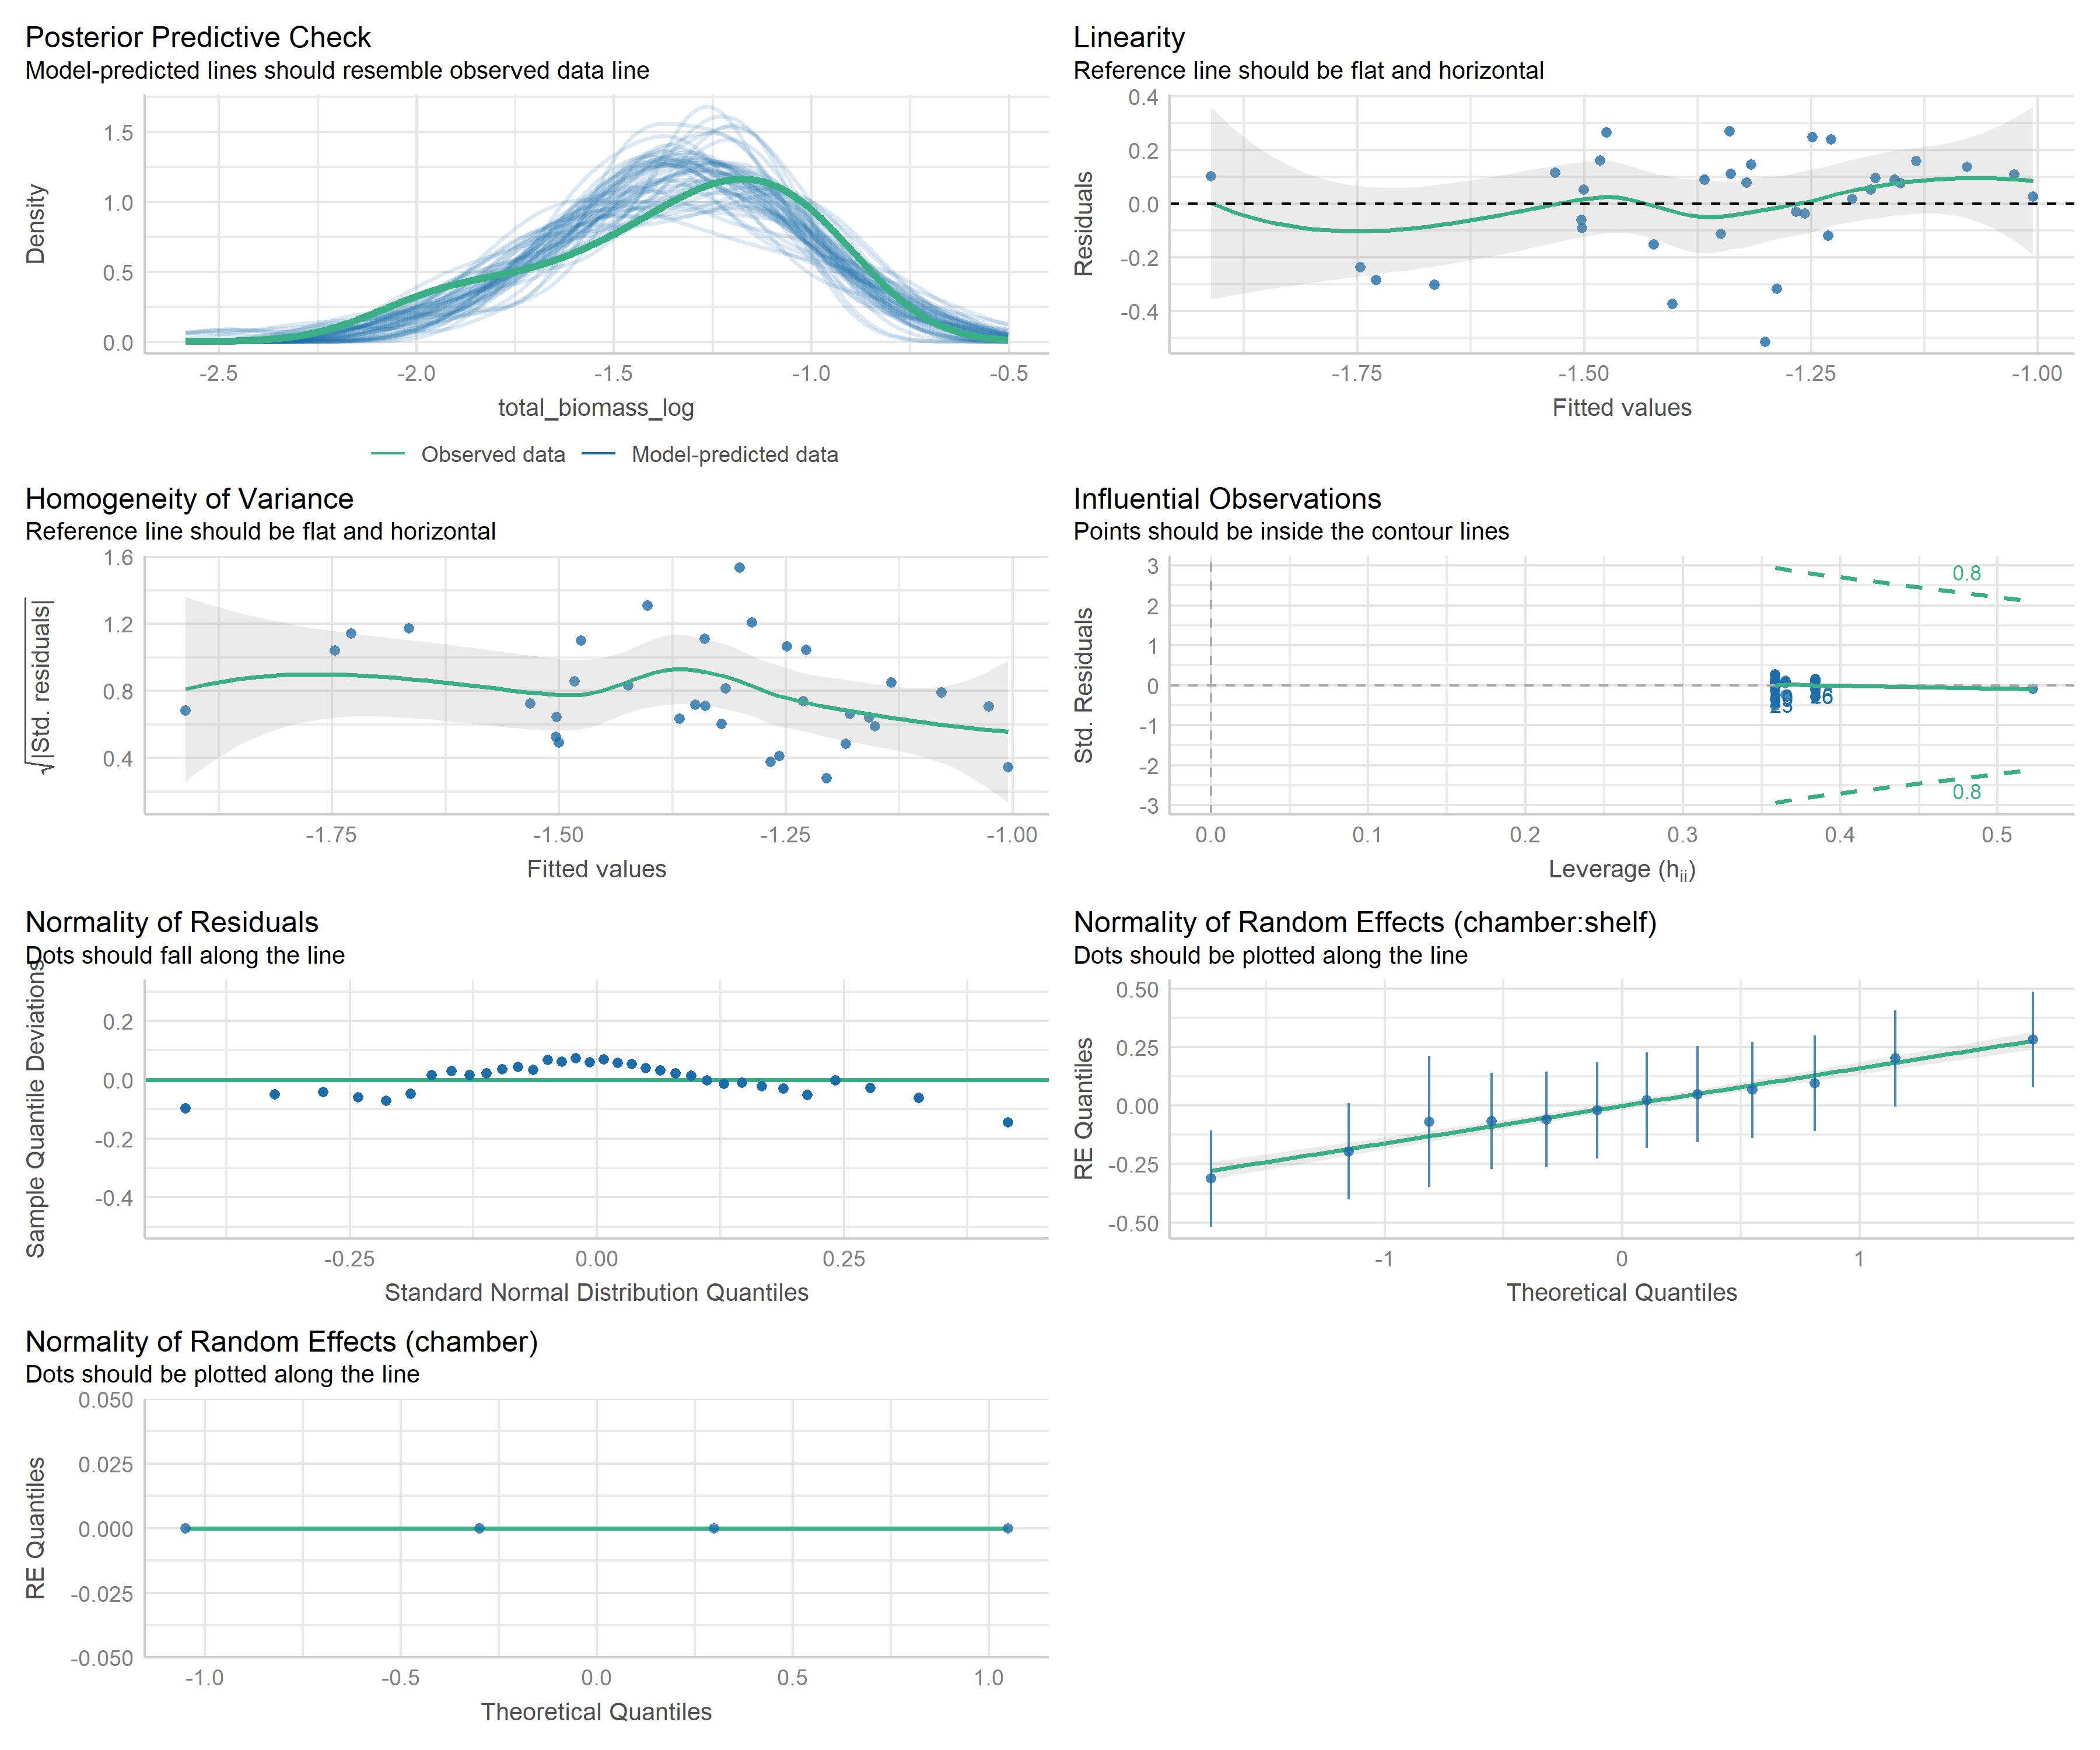 Posterior Predictive Check
Model-predicted lines should resemble observed data line
Density
1.5
1.0
0.5
0.0
-2.5 -2.0 -1.5 -1.0 -0.5
total_biomass_log
Observed data Model-predicted data
Linearity
Reference line should be flat and horizontal
Residuals
0.4
0.2
0.0
-0.2
-0.4
-1.75 -1.50 -1.25 -1.00
Fitted values
Homogeneity of Variance
Reference line should be flat and horizontal
√|Std. residuals|
1.6
1.2
0.8
0.4
-1.75 -1.50 -1.25 -1.00
Fitted values
Influential Observations
Points should be inside the contour lines
Std. Residuals
3
2
1
0
-1
-2
-3
0.8
0.8
0.0 0.1 0.2 0.3 0.4 0.5
Leverage (hii)
Normality of Residuals
Dots should fall along the line
Sample Quantile Deviations
0.2
0.0
-0.2
-0.4
-0.25 0.00 0.25
Standard Normal Distribution Quantiles
Normality of Random Effects (chamber:shelf)
Dots should be plotted along the line
RE Quantiles
0.50
0.25
0.00
-0.25
-0.50
-1 0 1
Theoretical Quantiles
Normality of Random Effects (chamber)
Dots should be plotted along the line
RE Quantiles
0.050
0.025
0.000
-0.025
-0.050
-1.0 -0.5 0.0 0.5 1.0
Theoretical Quantiles